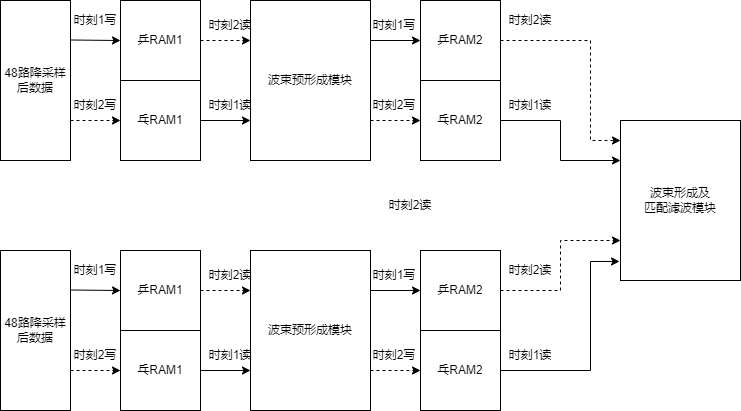 时刻1写
时刻2读
时刻1写
时刻2读
48路降采样
后数据
乒RAM1
波束预形成模块
乒RAM2
时刻2写
时刻1读
时刻2写
时刻1读
乓RAM1
乓RAM2
波束形成及
匹配滤波模块
时刻2读
时刻1写
时刻2读
时刻1写
时刻2读
48路降采样
后数据
乒RAM1
波束预形成模块
乒RAM2
时刻2写
时刻1读
时刻2写
时刻1读
乓RAM1
乓RAM2